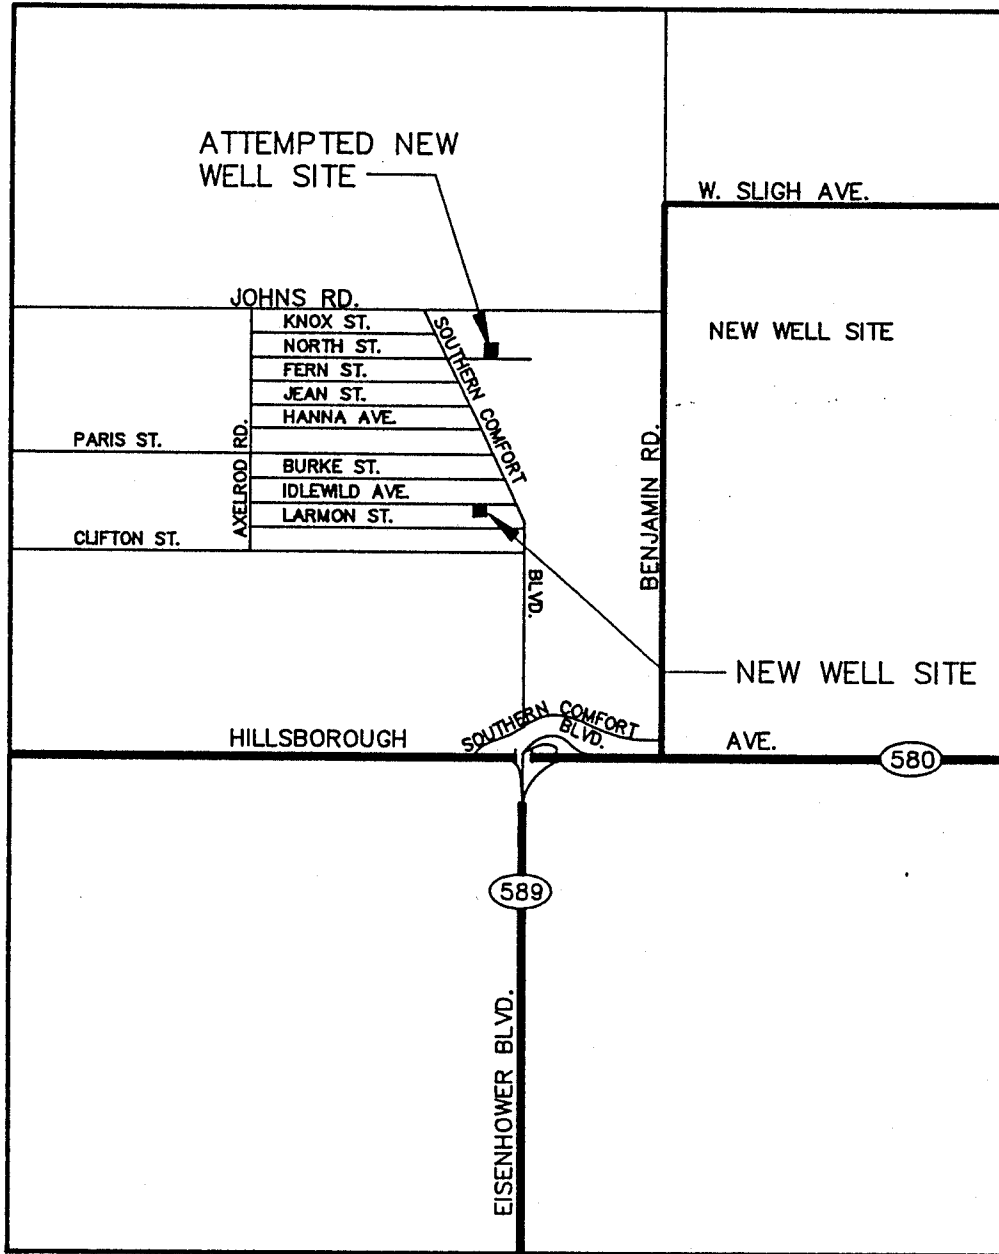 ATTEMPTED NEW
WELL SITE
W. SLIGH AVE.
JOHNS RD.
KNOX ST.
NORTH ST.
FERN ST.
JEAN ST.
HANNA AVE.
PARIS ST.
BURKE ST.
IDLEWILD AVE.
LARMON ST.
CLIFTON ST.
AXELROD RD.
SOUTHERN COMFORT
BLVD.
NEW WELL SITE
BENJAMIN RD.
NEW WELL SITE
SOUTHERN COMFORT
BLVD.
HILLSBOROUGH
AVE.
580
589
EISENHOWER BLVD.